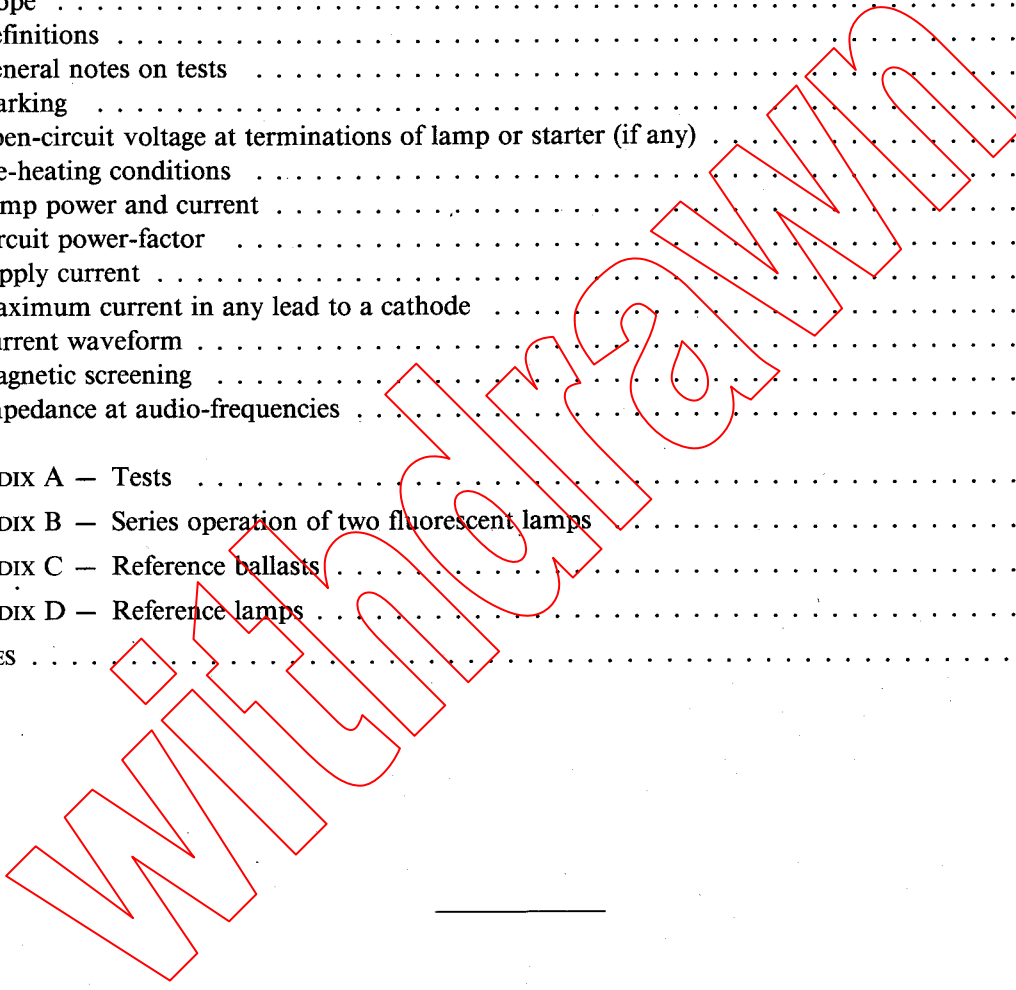 ope . . . . . . . . . . . . . . . . . . . . . . . . . . . . . .
efinitions . . . . . . . . . . . . . . . . . . . . . . . . . . . . . .
eneral notes on tests . . . . . . . . . . . . . . . . . . . . . . . . . . . . . .
arking . . . . . . . . . . . . . . . . . . . . . . . . . . . . . .
pen-circuit voltage at terminations of lamp or starter (if any) . . . . . . . . . . . . . . .
e-heating conditions . . . . . . . . . . . . . . . . . . . . . . . . . . . . . .
mp power and current . . . . . . . . . . . . . . . . . . . . . . . . . . . . . .
rcuit power-factor . . . . . . . . . . . . . . . . . . . . . . . . . . . . . .
pply current . . . . . . . . . . . . . . . . . . . . . . . . . . . . . .
aximum current in any lead to a cathode . . . . . . . . . . . . . . . . . . . . .
urrent waveform . . . . . . . . . . . . . . . . . . . . . . . . . . . . . .
agnetic screening . . . . . . . . . . . . . . . . . . . . . . . . . . . . . .
pedance at audio-frequencies . . . . . . . . . . . . . . . . . . . . . . . . . . . . . .
DIX A — Tests . . . . . . . . . . . . . . . . . . . . . . . . . . . . . .
DIX B — Series operation of two fluorescent lamps . . . . . . . . . . . . . . . . . .
DIX C — Reference ballasts . . . . . . . . . . . . . . . . . . . . . . . . . . . . . .
DIX D — Reference lamps . . . . . . . . . . . . . . . . . . . . . . . . . . . . . .
ES . . . . . . . . . . . . . . . . . . . . . . . . . . . . . .
withdrawn